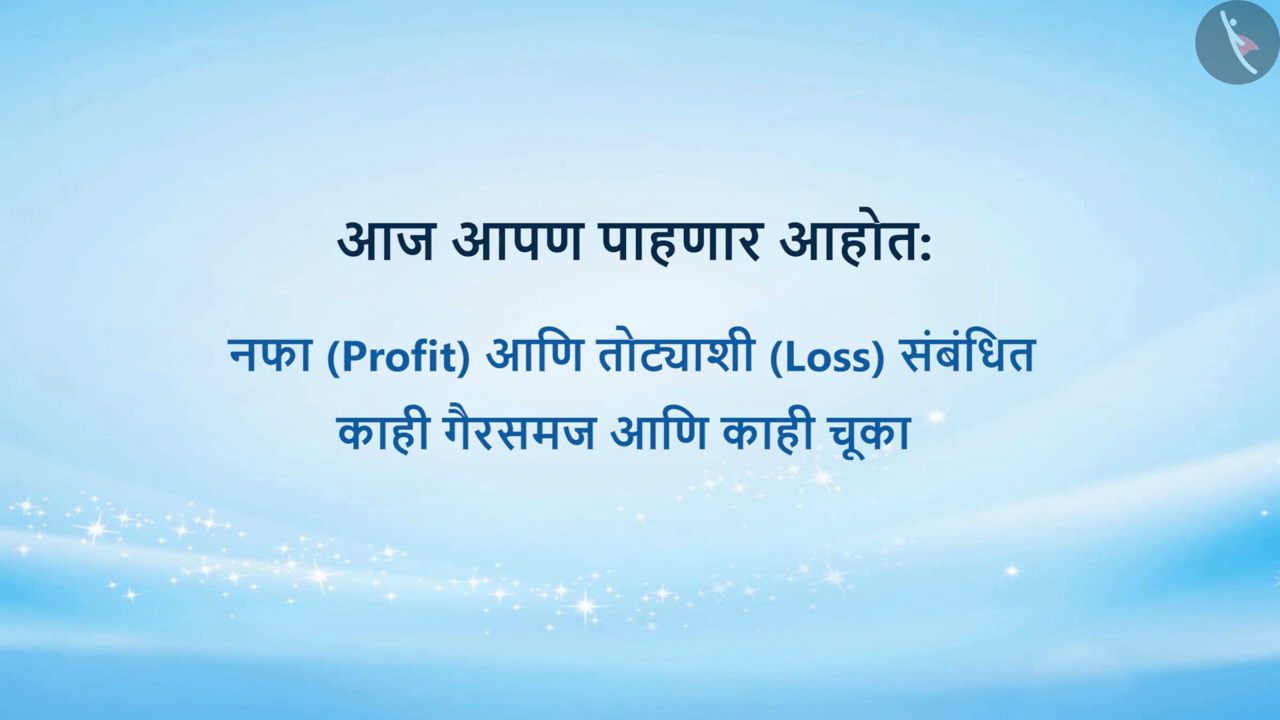 आज आपण पाहणार आहोत:
नफा (Profit) आणि तोट्याशी (Loss) संबंधित
काही गैरसमज आणि काही चूका